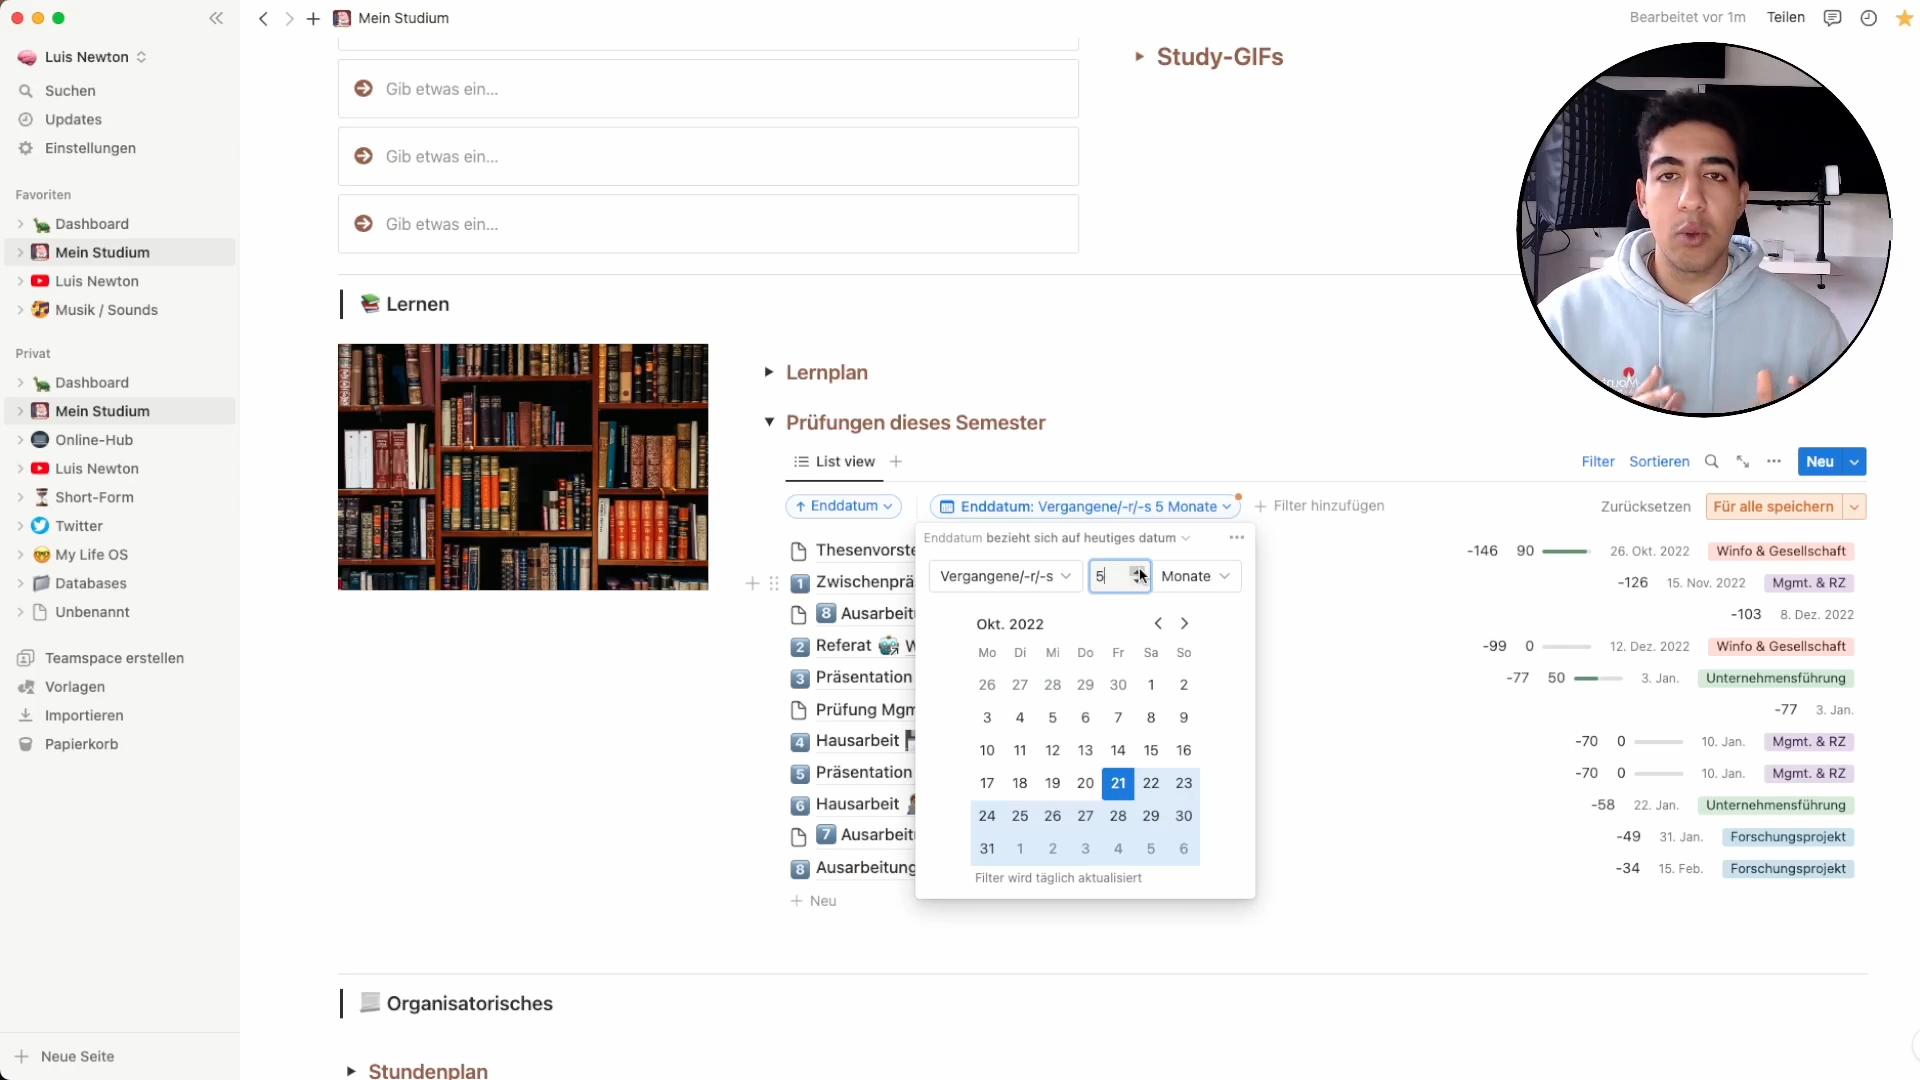 Luis Newton
Suchen
Updates
Einstellungen
Favoriten
Dashboard
Mein Studium
Luis Newton
Musik / Sounds
Privat
Dashboard
Mein Studium
Online-Hub
Luis Newton
Short-Form
Twitter
My Life OS
Databases
Unbenannt
Teamspace erstellen
Vorlagen
Importieren
Papierkorb
Neue Seite
Mein Studium
Bearbeitet vor 1m
Teilen
Gib etwas ein...
Gib etwas ein...
Gib etwas ein...
Study-GIFs
Lernen
Lernplan
Prüfungen dieses Semester
List view
Filter Sortieren Neu
Enddatum
Enddatum: Vergangene/-r/-s 5 Monate
Filter hinzufügen
Zurücksetzen
Für alle speichern
Enddatum bezieht sich auf heutiges datum
Vergangene/-r/-s 5 Monate
Okt. 2022
Mo Di Mi Do Fr Sa So
26 27 28 29 30 1 2
3 4 5 6 7 8 9
10 11 12 13 14 15 16
17 18 19 20 21 22 23
24 25 26 27 28 29 30
31 1 2 3 4 5 6
Filter wird täglich aktualisiert
Thesenvorste -146 90 26. Okt. 2022 Winfo & Gesellschaft
1 Zwischenprä -126 15. Nov. 2022 Mgmt. & RZ
8 Ausarbeit -103 8. Dez. 2022
2 Referat W -99 0 12. Dez. 2022 Winfo & Gesellschaft
3 Präsentation -77 50 3. Jan. Unternehmensführung
Prüfung Mgm -77 3. Jan.
4 Hausarbeit -70 0 10. Jan. Mgmt. & RZ
5 Präsentation -70 0 10. Jan. Mgmt. & RZ
6 Hausarbeit -58 22. Jan. Unternehmensführung
7 Ausarbeit -49 31. Jan. Forschungsprojekt
8 Ausarbeitung -34 15. Feb. Forschungsprojekt
Neu
Organisatorisches
Stundenplan